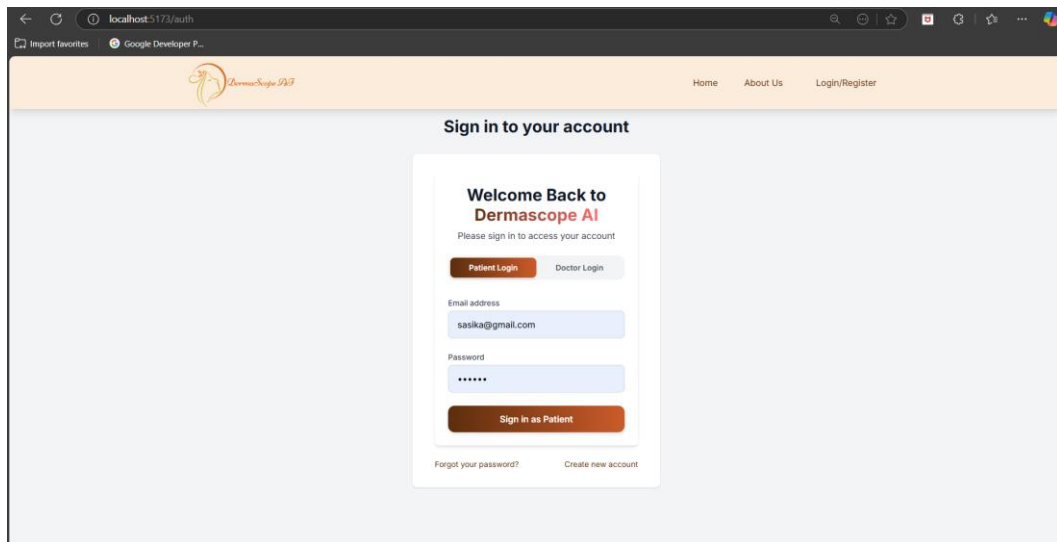 localhost:5173/auth
Import favorites
Google Developer P...
DermaScope AI
Home About Us Login/Register
Sign in to your account
Welcome Back to
Dermascope AI
Please sign in to access your account
Patient Login Doctor Login
Email address
sasika@gmail.com
Password
••••••
Sign in as Patient
Forgot your password? Create new account